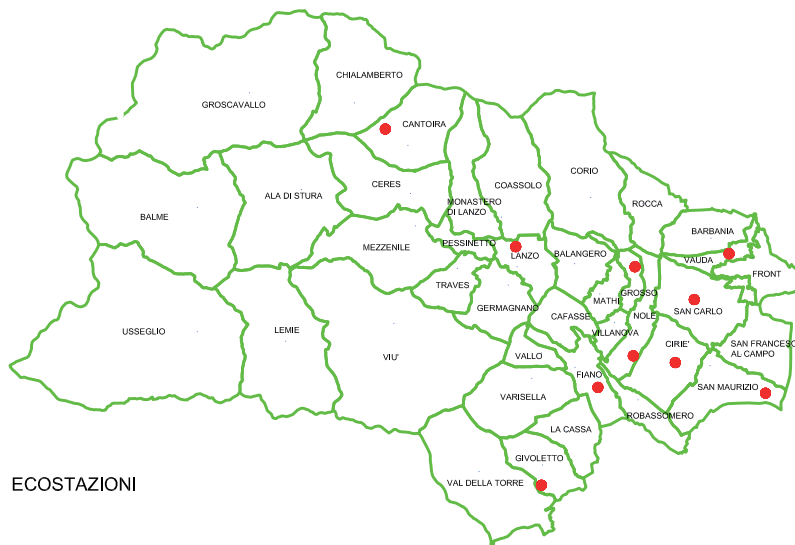 CHIALAMBERTO
GROSCAVALLO
CANTOIRA
CORIO
CERES
COASSOLO
ALA DI STURA
MONASTERO
DI LANZO
ROCCA
BALME
BARBANIA
MEZZENILE
PESSINETTO
LANZO
BALANGERO
VAUDA
FRONT
TRAVES
GROSSO
MATHI
GERMAGNANO
SAN CARLO
CAFASSE
NOLE
USSEGLIO
LEMIE
VILLANOVA
CIRIE'
SAN FRANCESC
AL CAMPO
VIU'
VALLO
FIANO
SAN MAURIZIO
VARISELLA
ROBASSOMERO
LA CASSA
GIVOLETTO
VAL DELLA TORRE
ECOSTAZIONI